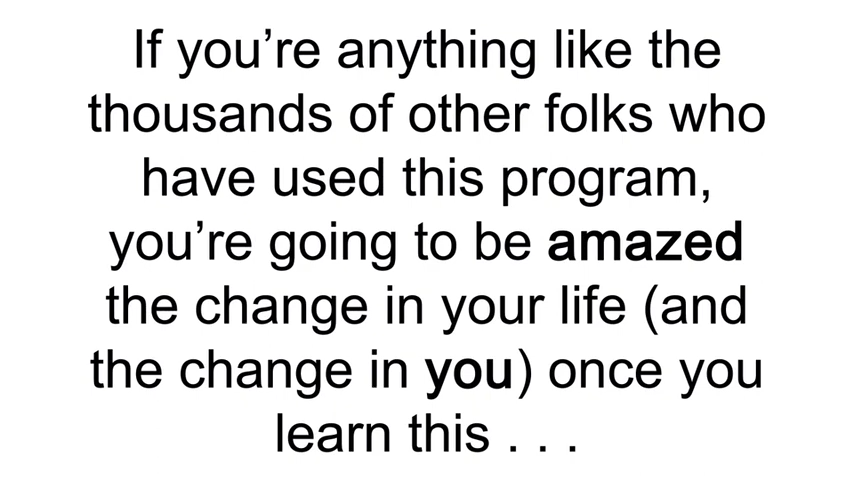 If you’re anything like the
thousands of other folks who
have used this program,
you’re going to be amazed
the change in your life (and
the change in you) once you
learn this . . .